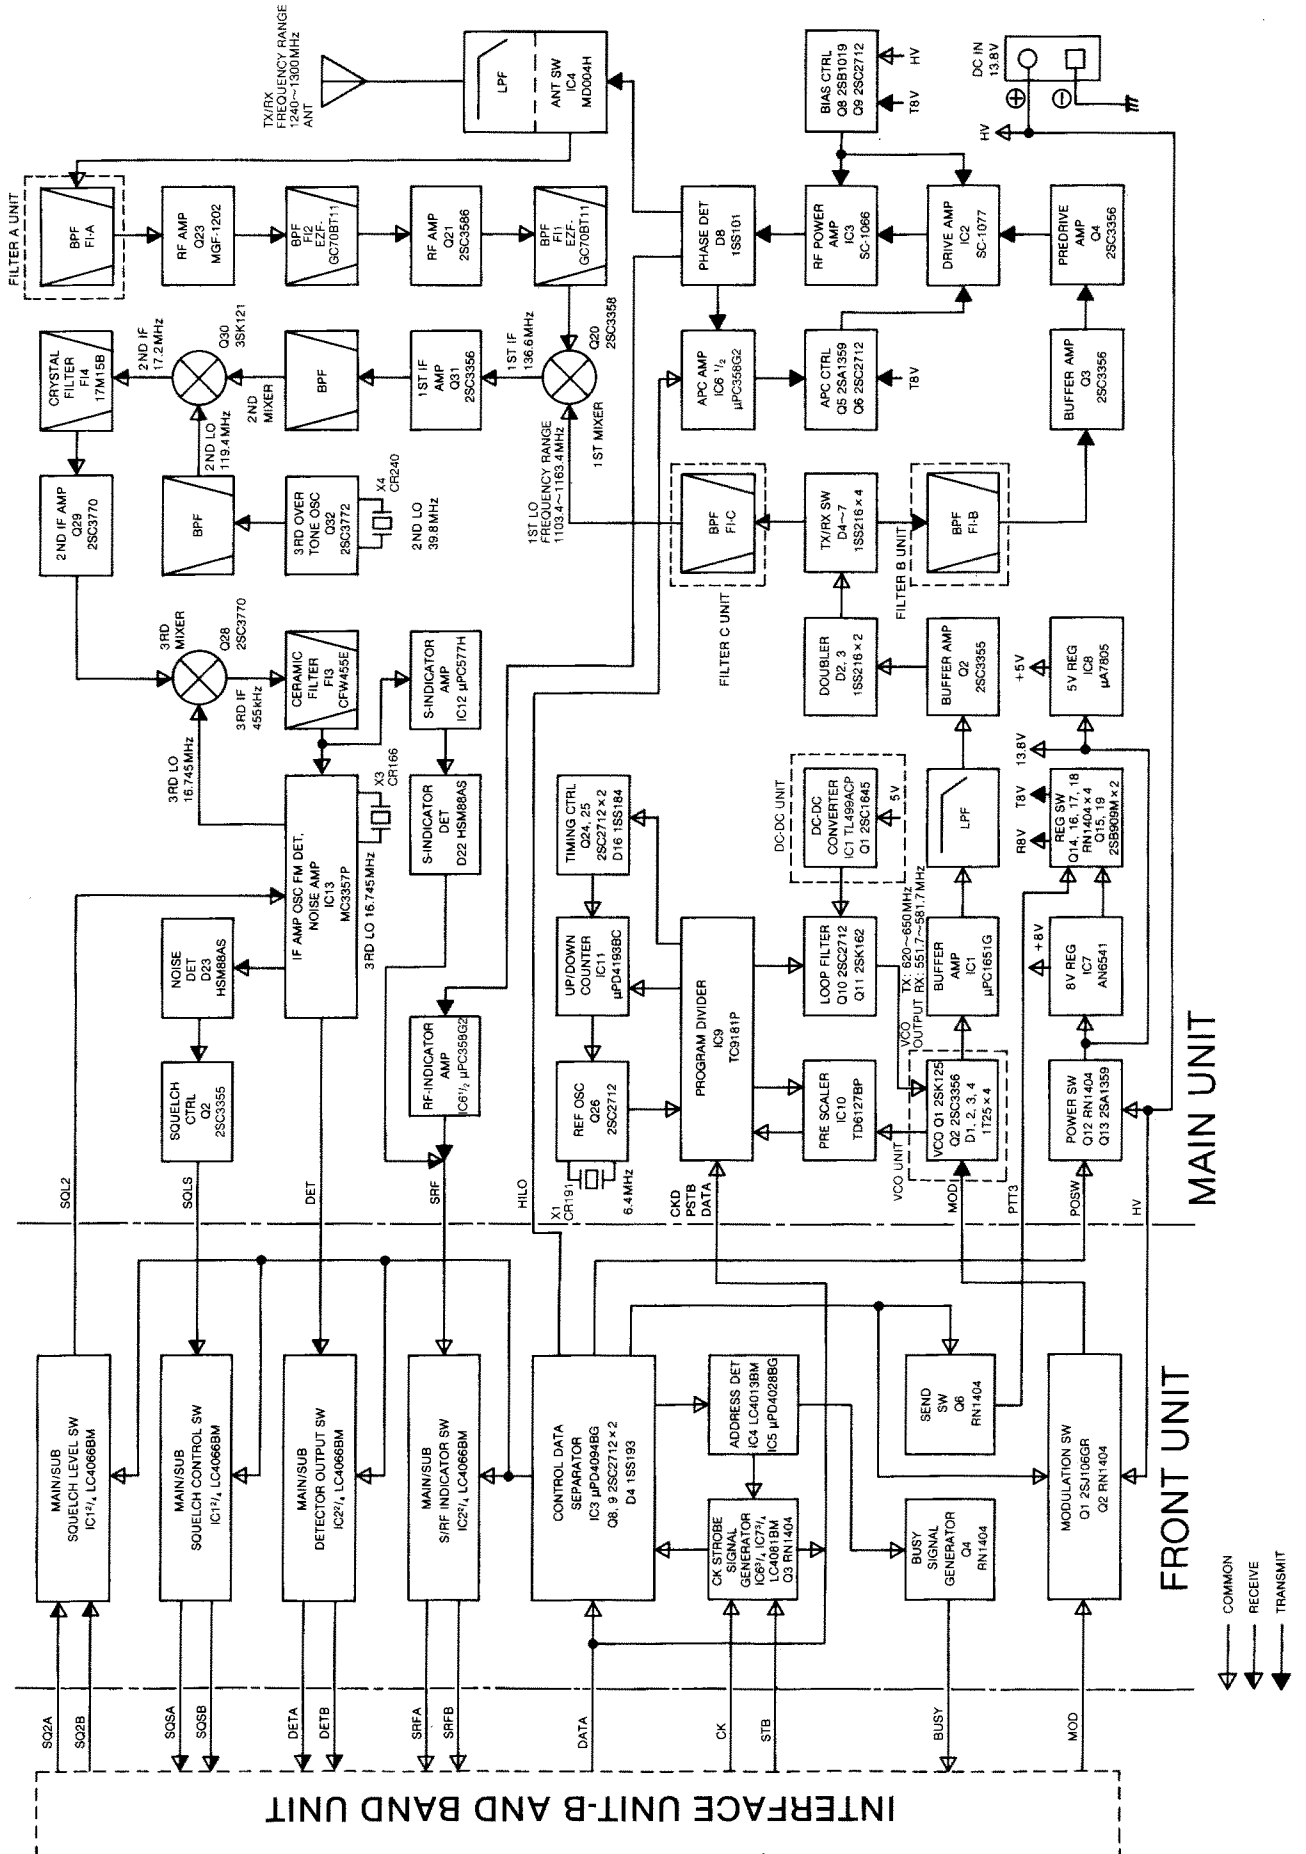 TX/RX
FREQUENCY RANGE
1240~1300MHz
ANT
LPF
ANT SW
IC4
MD004H
BIAS CTRL
Q8 2SB1019
Q9 2SC2712
HV
T8V
DC IN
13.8V
⊕
⊖
HV
FILTER A UNIT
BPF
FI-A
RF AMP
Q23
MGF-1202
BPF
FI2
EZF-
GC70BT11
RF AMP
Q21
2SC3586
BPF
FI1
EZF-
GC70BT11
PHASE DET
D8
1SS101
RF POWER
AMP
IC3
SC-1066
DRIVE AMP
IC2
SC-1077
PREDRIVE
AMP
Q4
2SC3356
CRYSTAL
FILTER
FI4
17M15B
2ND IF
17.2MHz
Q30
3SK121
2ND
MIXER
BPF
1ST IF
AMP
Q31
2SC3356
1ST IF
136.6MHz
Q20
2SC3358
1ST MIXER
APC AMP
IC6 1/2
µPC358G2
APC CTRL
Q5 2SA1359
Q6 2SC2712
T8V
BUFFER AMP
Q3
2SC3356
2ND IF AMP
Q29
2SC3770
2ND LO
119.4MHz
BPF
3RD OVER
TONE OSC
Q32
2SC3772
X4
CR240
2ND LO
39.8MHz
1ST LO
FREQUENCY RANGE
1103.4~1163.4MHz
BPF
FI-C
FILTER C UNIT
TX/RX SW
D4~7
1SS216×4
BPF
FI-B
FILTER B UNIT
3RD
MIXER
Q28
2SC3770
3RD IF
455kHz
3RD LO
16.745MHz
CERAMIC
FILTER
FI3
CFW455E
S-INDICATOR
AMP
IC12 µPC577H
DOUBLER
D2, 3
1SS216×2
BUFFER AMP
Q2
2SC3355
5V REG
IC8
µA7805
+5V
IF AMP OSC FM DET,
NOISE AMP
IC13
MC3357P
X3
CR166
3RD LO 16.745MHz
S-INDICATOR
DET
D22 HSM88AS
TIMING CTRL
Q24, 25
2SC2712×2
D16 1SS184
DC-DC UNIT
DC-DC
CONVERTER
IC1 TL499ACP
Q1 2SC1645
5V
LPF
13.8V
T8V
R8V
REG SW
Q14, 16, 17, 18
RN1404×4
Q15, 19
2SB909M×2
NOISE
DET
D23
HSM88AS
UP/DOWN
COUNTER
IC11
µPD4193BC
LOOP FILTER
Q10 2SC2712
Q11 2SK162
VCO TX: 620~650MHz
OUTPUT RX: 551.7~581.7MHz
BUFFER
AMP
IC1
µPC1651G
8V REG
IC7
AN6541
+8V
SQUELCH
CTRL
Q2
2SC3355
RF-INDICATOR
AMP
IC6 1/2 µPC358G2
REF OSC
Q26
2SC2712
X1
CR191
6.4MHz
PROGRAM DIVIDER
IC9
TC9181P
PRE SCALER
IC10
TD6127BP
VCO UNIT
VCO Q1 2SK125
Q2 2SC3356
D1, 2, 3, 4
1T25×4
POWER SW
Q12 RN1404
Q13 2SA1359
MAIN UNIT
SQL2
SQLS
DET
SRF
HILO
CKD
PSTB
DATA
MOD
PTT3
POSW
HV
MAIN/SUB
SQUELCH LEVEL SW
IC1 2/4 LC4066BM
MAIN/SUB
SQUELCH CONTROL SW
IC1 2/4 LC4066BM
MAIN/SUB
DETECTOR OUTPUT SW
IC2 2/4 LC4066BM
MAIN/SUB
S/RF INDICATOR SW
IC2 2/4 LC4066BM
CONTROL DATA
SEPARATOR
IC3 µPD4094BG
Q8, 9 2SC2712×2
D4 1SS193
ADDRESS DET
IC4 LC4013BM
IC5 µPD4028BG
CK STROBE
SIGNAL
GENERATOR
IC6 3/4 IC7 3/4
LC4081BM
Q3 RN1404
SEND
SW
Q6
RN1404
BUSY
SIGNAL
GENERATOR
Q4
RN1404
MODULATION SW
Q1 2SJ106GR
Q2 RN1404
FRONT UNIT
COMMON
RECEIVE
TRANSMIT
SQ2A
SQ2B
SQSA
SQSB
DETA
DETB
SRFA
SRFB
DATA
CK
STB
BUSY
MOD
INTERFACE UNIT-B AND BAND UNIT